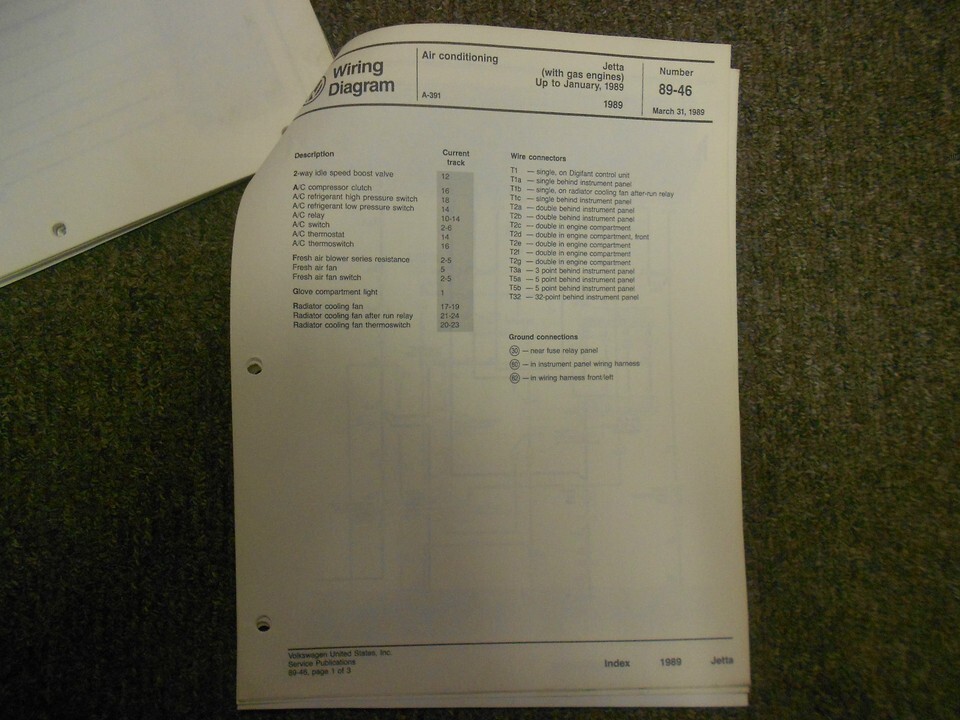 Wiring
Diagram
Air conditioning
A-391
Jetta
(with gas engines)
Up to January, 1989
1989
Number
89-46
March 31, 1989
Description Current track
2-way idle speed boost valve 12
A/C compressor clutch 16
A/C refrigerant high pressure switch 18
A/C refrigerant low pressure switch 14
A/C relay 10-14
A/C switch 2-6
A/C thermostat 14
A/C thermoswitch 16
Fresh air blower series resistance 2-5
Fresh air fan 5
Fresh air fan switch 2-5
Glove compartment light 1
Radiator cooling fan 17-19
Radiator cooling fan after run relay 21-24
Radiator cooling fan thermoswitch 20-23
Wire connectors
T1 — single, on Digifant control unit
T1a — single behind instrument panel
T1b — single, on radiator cooling fan after-run relay
T1c — single behind instrument panel
T2a — double behind instrument panel
T2b — double behind instrument panel
T2c — double in engine compartment
T2d — double in engine compartment, front
T2e — double in engine compartment
T2f — double in engine compartment
T2g — double in engine compartment
T3a — 3 point behind instrument panel
T5a — 5 point behind instrument panel
T5b — 5 point behind instrument panel
T32 — 32-point behind instrument panel
Ground connections
30 — near fuse relay panel
— in instrument panel wiring harness
— in wiring harness front/left
Volkswagen United States, Inc.
Service Publications
89-46, page 1 of 3
Index 1989 Jetta